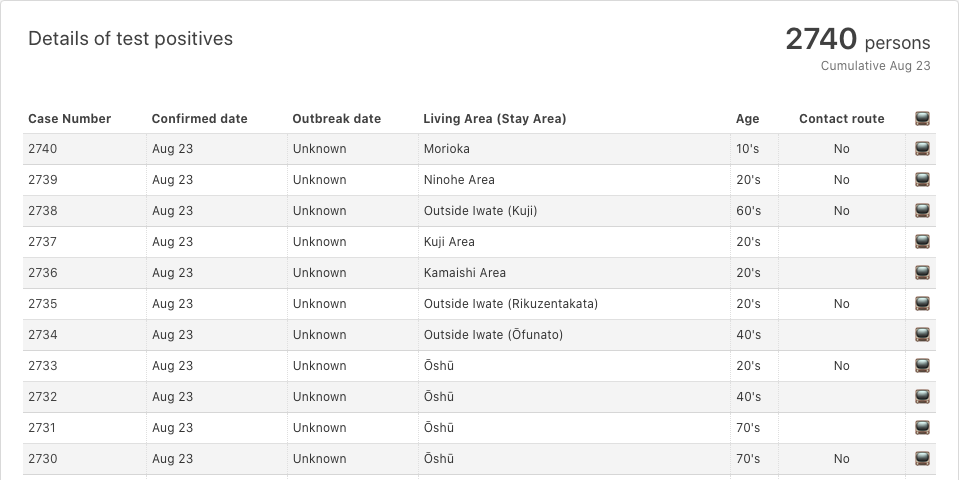 Details of test positives
2740 persons
Cumulative Aug 23
Case Number Confirmed date Outbreak date Living Area (Stay Area) Age Contact route
2740 Aug 23 Unknown Morioka 10's No
2739 Aug 23 Unknown Ninohe Area 20's No
2738 Aug 23 Unknown Outside Iwate (Kuji) 60's No
2737 Aug 23 Unknown Kuji Area 20's
2736 Aug 23 Unknown Kamaishi Area 20's
2735 Aug 23 Unknown Outside Iwate (Rikuzentakata) 20's No
2734 Aug 23 Unknown Outside Iwate (Ōfunato) 40's
2733 Aug 23 Unknown Ōshū 20's No
2732 Aug 23 Unknown Ōshū 40's
2731 Aug 23 Unknown Ōshū 70's
2730 Aug 23 Unknown Ōshū 70's No